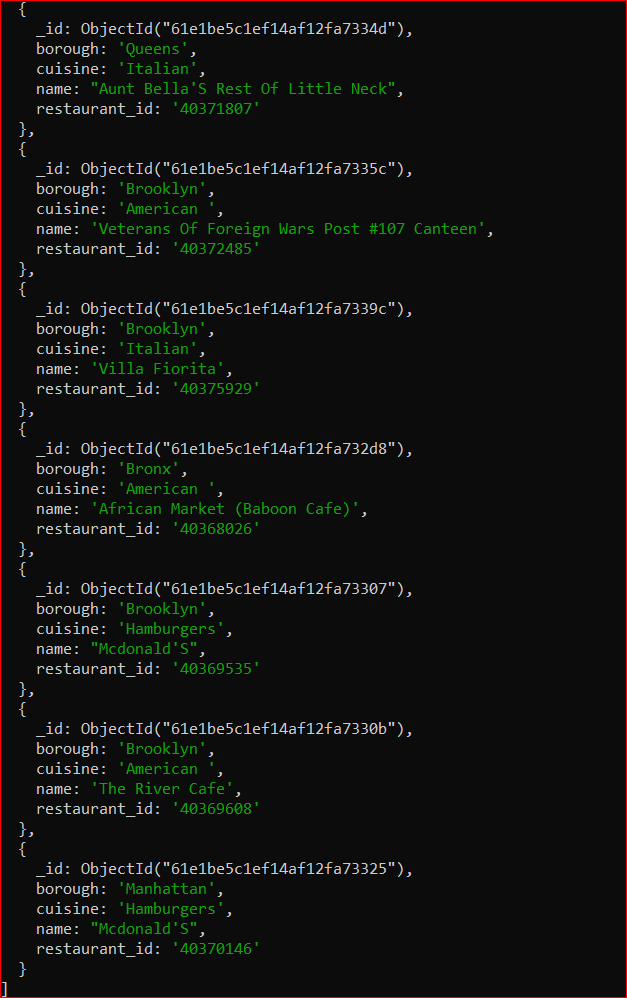 {
_id: ObjectId("61e1be5c1ef14af12fa7334d"),
borough: 'Queens',
cuisine: 'Italian',
name: "Aunt Bella'S Rest Of Little Neck",
restaurant_id: '40371807'
},
{
_id: ObjectId("61e1be5c1ef14af12fa7335c"),
borough: 'Brooklyn',
cuisine: 'American ',
name: 'Veterans Of Foreign Wars Post #107 Canteen',
restaurant_id: '40372485'
},
{
_id: ObjectId("61e1be5c1ef14af12fa7339c"),
borough: 'Brooklyn',
cuisine: 'Italian',
name: 'Villa Fiorita',
restaurant_id: '40375929'
},
{
_id: ObjectId("61e1be5c1ef14af12fa732d8"),
borough: 'Bronx',
cuisine: 'American ',
name: 'African Market (Baboon Cafe)',
restaurant_id: '40368026'
},
{
_id: ObjectId("61e1be5c1ef14af12fa73307"),
borough: 'Brooklyn',
cuisine: 'Hamburgers',
name: "Mcdonald'S",
restaurant_id: '40369535'
},
{
_id: ObjectId("61e1be5c1ef14af12fa7330b"),
borough: 'Brooklyn',
cuisine: 'American ',
name: 'The River Cafe',
restaurant_id: '40369608'
},
{
_id: ObjectId("61e1be5c1ef14af12fa73325"),
borough: 'Manhattan',
cuisine: 'Hamburgers',
name: "Mcdonald'S",
restaurant_id: '40370146'
}
]